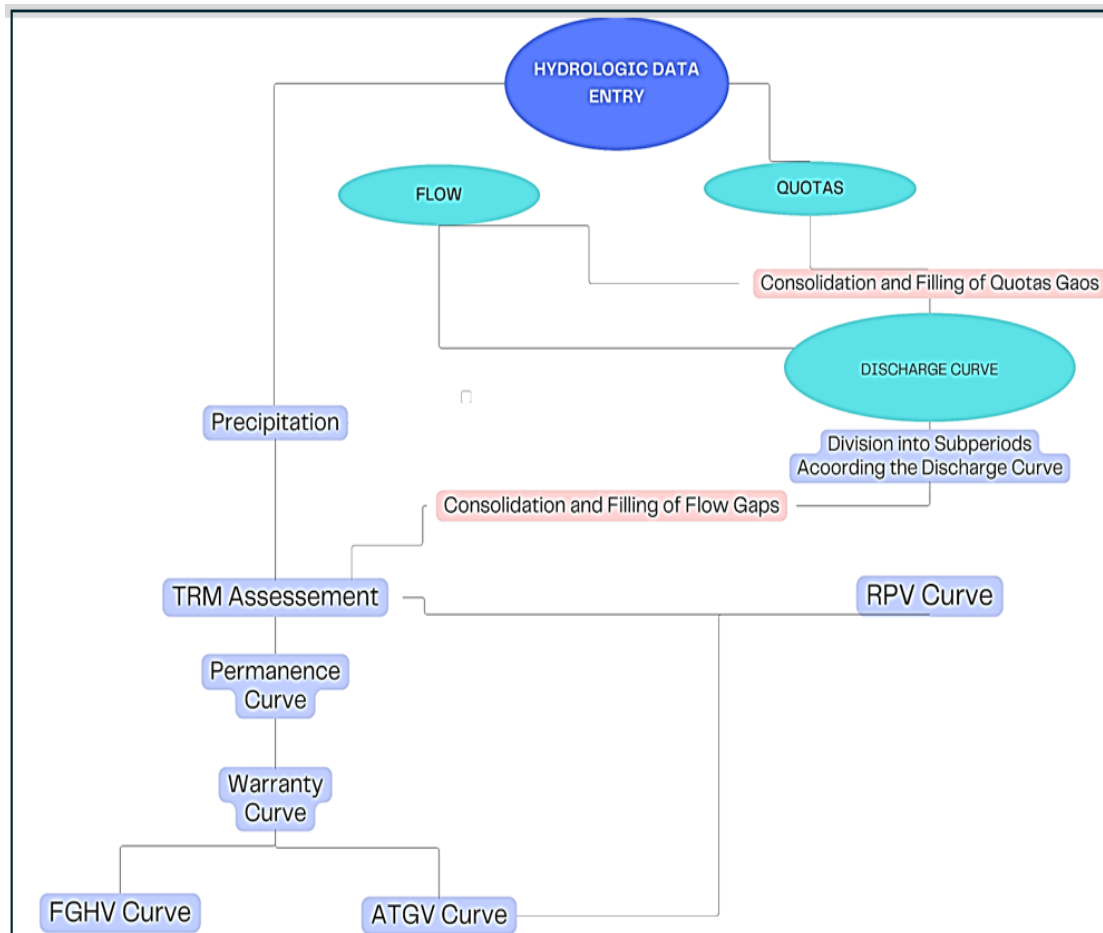 HYDROLOGIC DATA
ENTRY
FLOW
QUOTAS
Consolidation and Filling of Quotas Gaos
DISCHARGE CURVE
Precipitation
Division into Subperiods
Acoording the Discharge Curve
Consolidation and Filling of Flow Gaps
TRM Assessement
RPV Curve
Permanence
Curve
Warranty
Curve
FGHV Curve
ATGV Curve